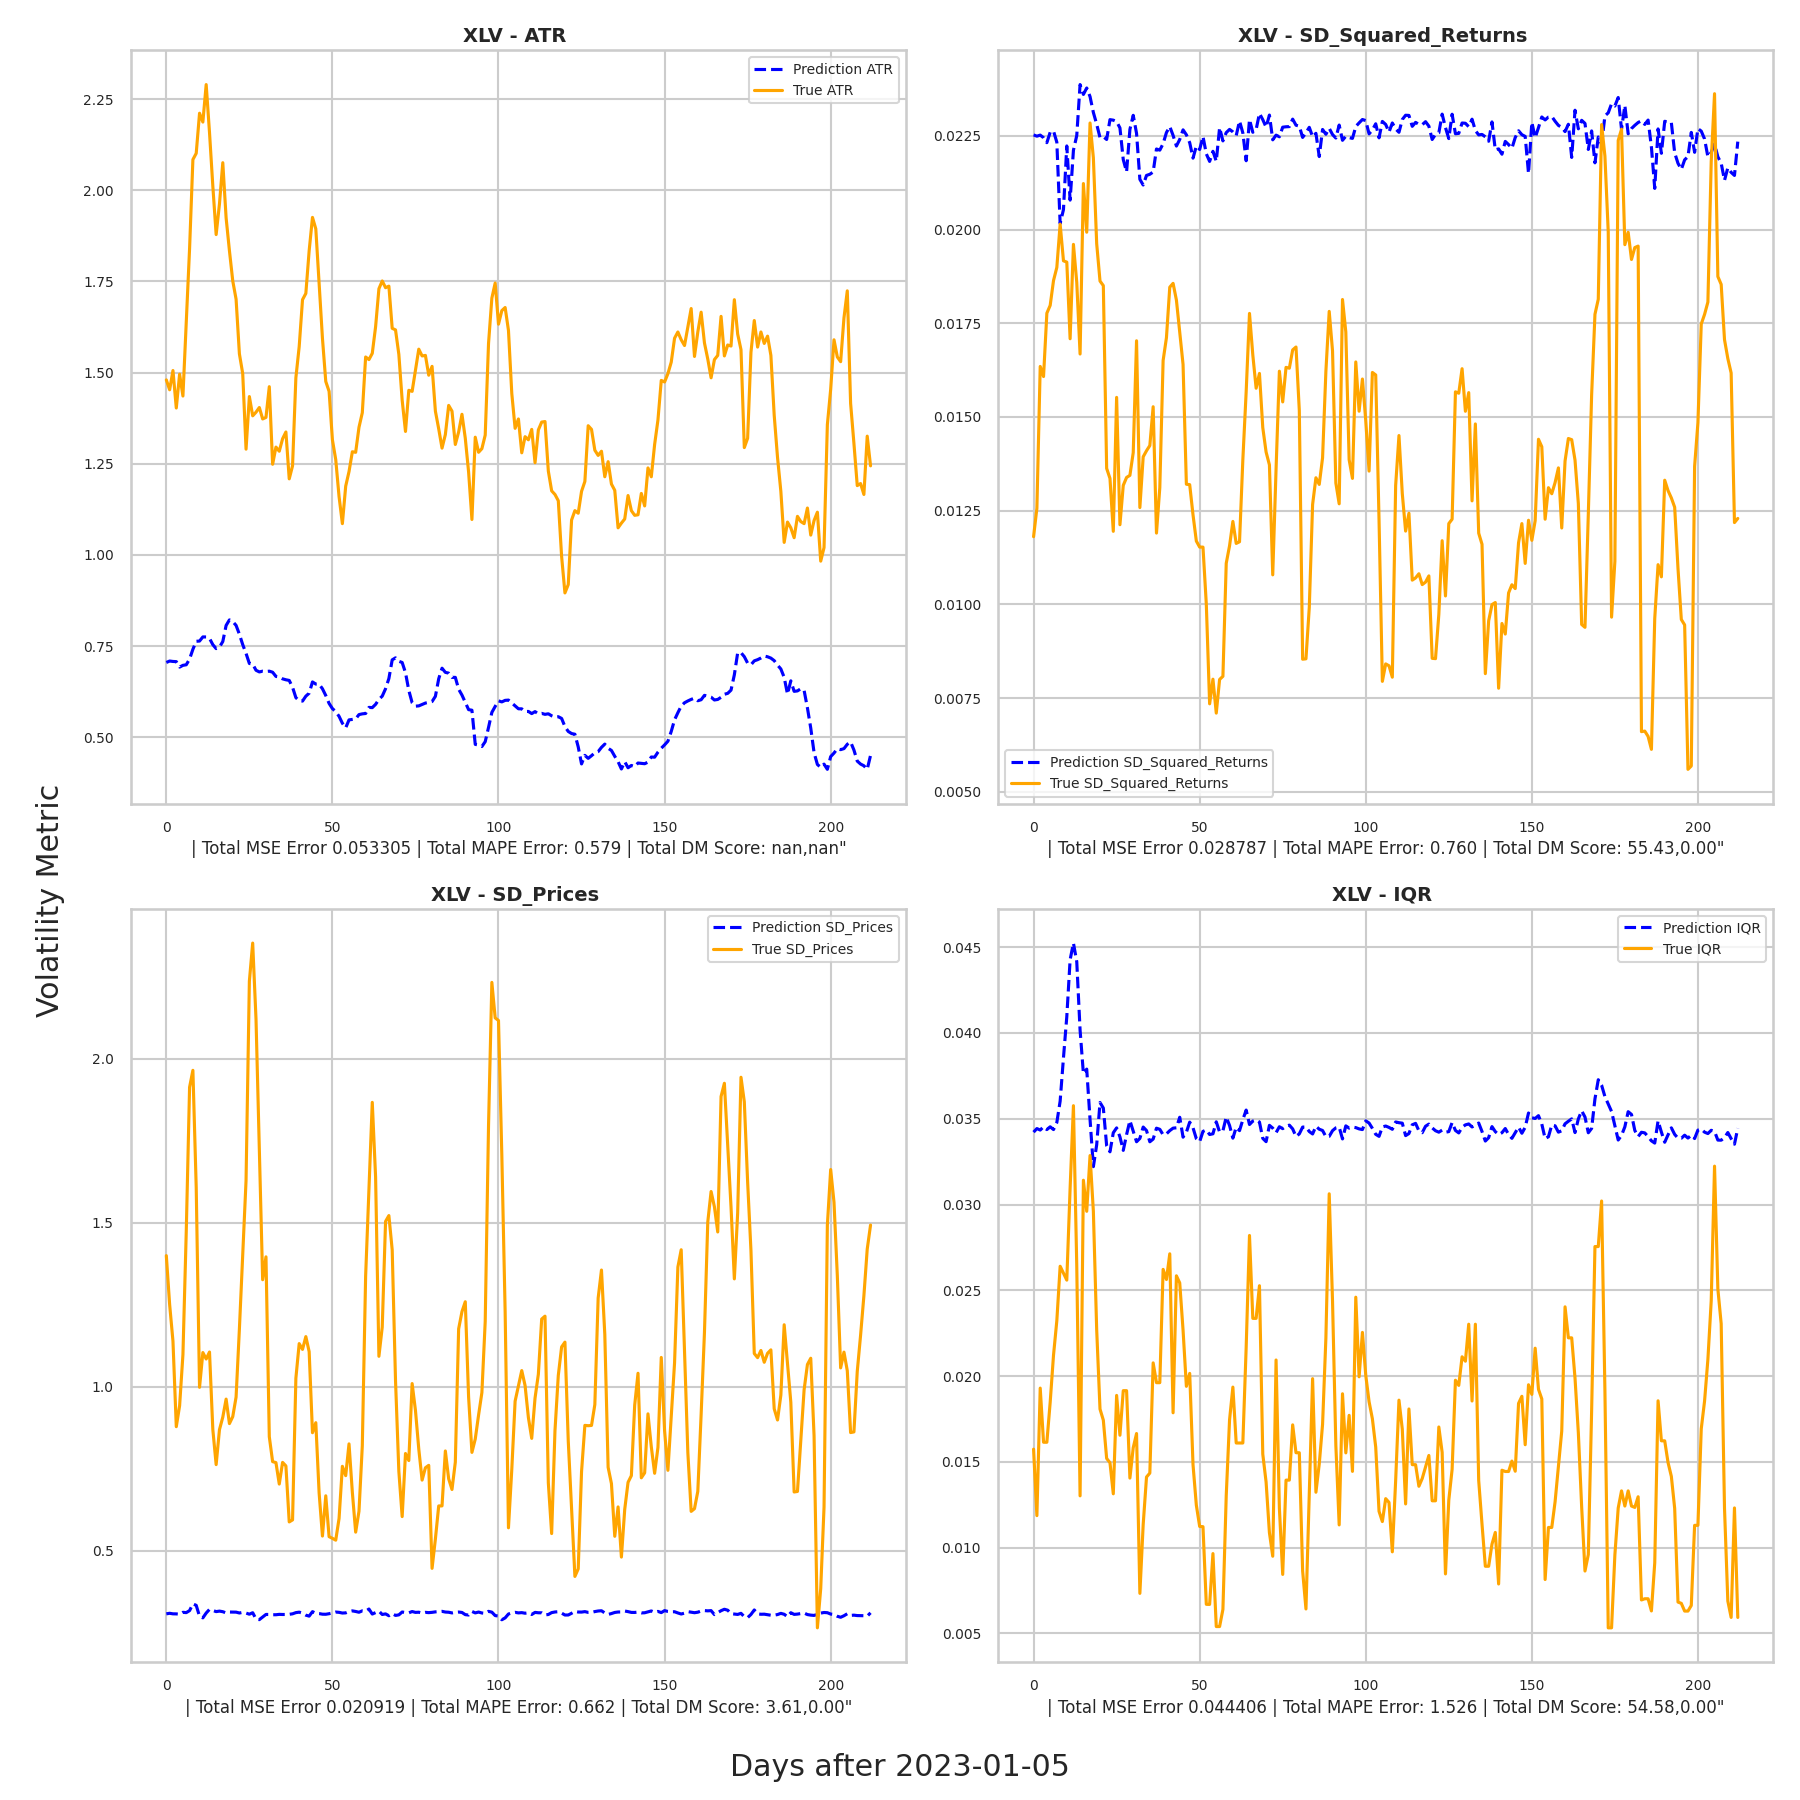 XLV - ATR
2.25
2.00
1.75
1.50
1.25
1.00
0.75
0.50
Prediction ATR
True ATR
0 50 100 150 200
| Total MSE Error 0.053305 | Total MAPE Error: 0.579 | Total DM Score: nan,nan"
XLV - SD_Squared_Returns
0.0225
0.0200
0.0175
0.0150
0.0125
0.0100
0.0075
0.0050
Prediction SD_Squared_Returns
True SD_Squared_Returns
0 50 100 150 200
| Total MSE Error 0.028787 | Total MAPE Error: 0.760 | Total DM Score: 55.43,0.00"
Volatility Metric
XLV - SD_Prices
Prediction SD_Prices
True SD_Prices
2.0
1.5
1.0
0.5
0 50 100 150 200
| Total MSE Error 0.020919 | Total MAPE Error: 0.662 | Total DM Score: 3.61,0.00"
XLV - IQR
Prediction IQR
True IQR
0.045
0.040
0.035
0.030
0.025
0.020
0.015
0.010
0.005
0 50 100 150 200
| Total MSE Error 0.044406 | Total MAPE Error: 1.526 | Total DM Score: 54.58,0.00"
Days after 2023-01-05